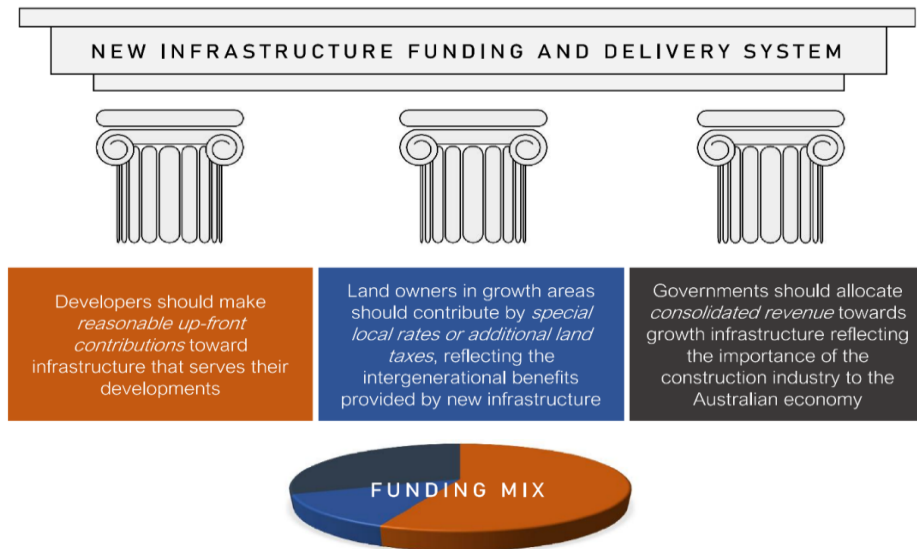 NEW INFRASTRUCTURE FUNDING AND DELIVERY SYSTEM
Developers should make
reasonable up-front
contributions toward
infrastructure that serves their
developments
Land owners in growth areas
should contribute by special
local rates or additional land
taxes, reflecting the
intergenerational benefits
provided by new infrastructure
Governments should allocate
consolidated revenue towards
growth infrastructure reflecting
the importance of the
construction industry to the
Australian economy
FUNDING MIX